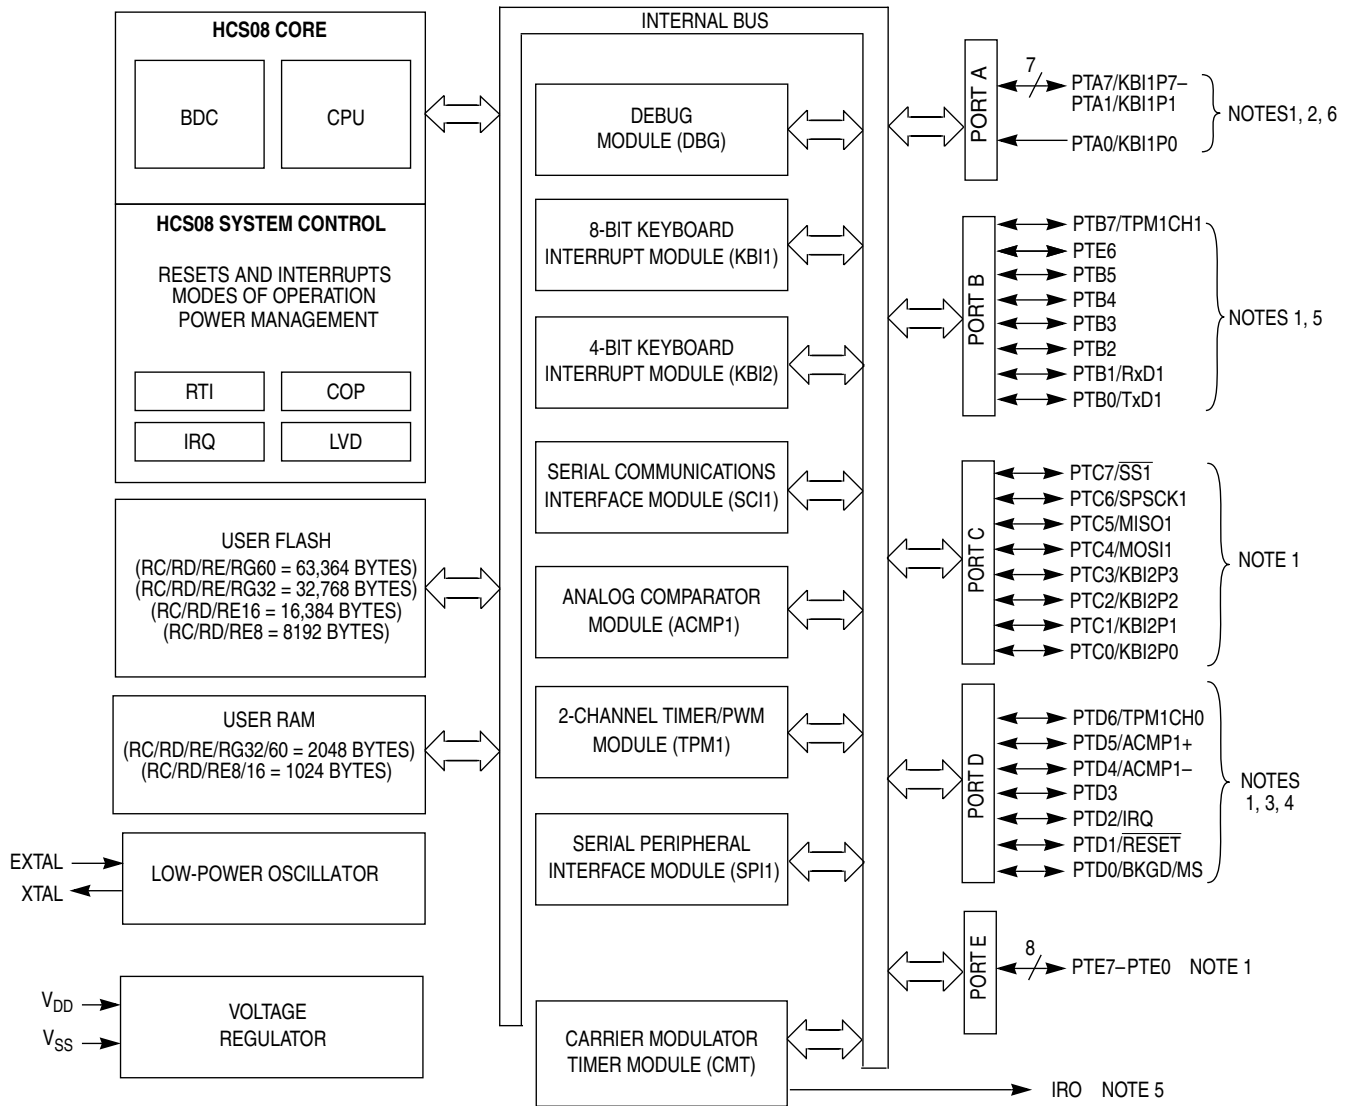 INTERNAL BUS
HCS08 CORE
BDC
CPU
HCS08 SYSTEM CONTROL
RESETS AND INTERRUPTS
MODES OF OPERATION
POWER MANAGEMENT
RTI
COP
IRQ
LVD
USER FLASH
(RC/RD/RE/RG60 = 63,364 BYTES)
(RC/RD/RE/RG32 = 32,768 BYTES)
(RC/RD/RE16 = 16,384 BYTES)
(RC/RD/RE8 = 8192 BYTES)
USER RAM
(RC/RD/RE/RG32/60 = 2048 BYTES)
(RC/RD/RE8/16 = 1024 BYTES)
EXTAL
XTAL
LOW-POWER OSCILLATOR
VDD
VSS
VOLTAGE
REGULATOR
DEBUG
MODULE (DBG)
8-BIT KEYBOARD
INTERRUPT MODULE (KBI1)
4-BIT KEYBOARD
INTERRUPT MODULE (KBI2)
SERIAL COMMUNICATIONS
INTERFACE MODULE (SCI1)
ANALOG COMPARATOR
MODULE (ACMP1)
2-CHANNEL TIMER/PWM
MODULE (TPM1)
SERIAL PERIPHERAL
INTERFACE MODULE (SPI1)
CARRIER MODULATOR
TIMER MODULE (CMT)
PORT A
7
PTA7/KBI1P7–
PTA1/KBI1P1
PTA0/KBI1P0
NOTES1, 2, 6
PORT B
PTB7/TPM1CH1
PTE6
PTB5
PTB4
PTB3
PTB2
PTB1/RxD1
PTB0/TxD1
NOTES 1, 5
PORT C
PTC7/SS1
PTC6/SPSCK1
PTC5/MISO1
PTC4/MOSI1
PTC3/KBI2P3
PTC2/KBI2P2
PTC1/KBI2P1
PTC0/KBI2P0
NOTE 1
PORT D
PTD6/TPM1CH0
PTD5/ACMP1+
PTD4/ACMP1–
PTD3
PTD2/IRQ
PTD1/RESET
PTD0/BKGD/MS
NOTES
1, 3, 4
PORT E
8
PTE7–PTE0 NOTE 1
IRO NOTE 5